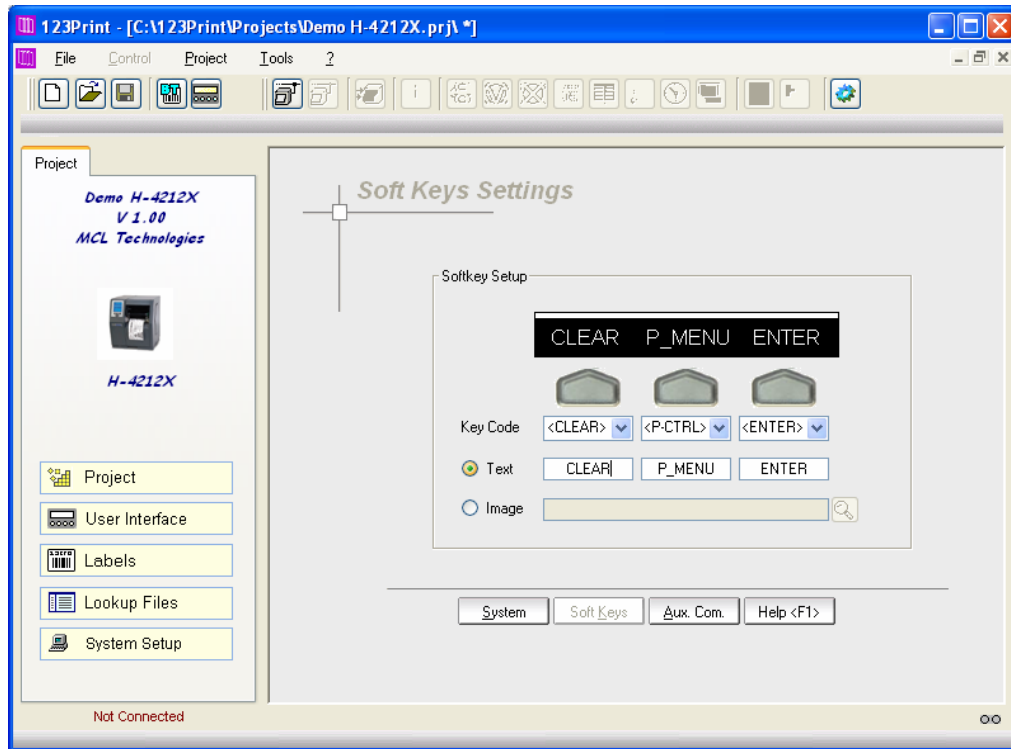 123Print - [C:\123Print\Projects\Demo H-4212X.prj\ *]
File Control Project Tools ?
Project
Demo H-4212X
V 1.00
MCL Technologies
H-4212X
Project
User Interface
Labels
Lookup Files
System Setup
Not Connected
Soft Keys Settings
Softkey Setup
CLEAR P_MENU ENTER
Key Code <CLEAR> <P-CTRL> <ENTER>
Text CLEAR P_MENU ENTER
Image
System Soft Keys Aux. Com. Help <F1>